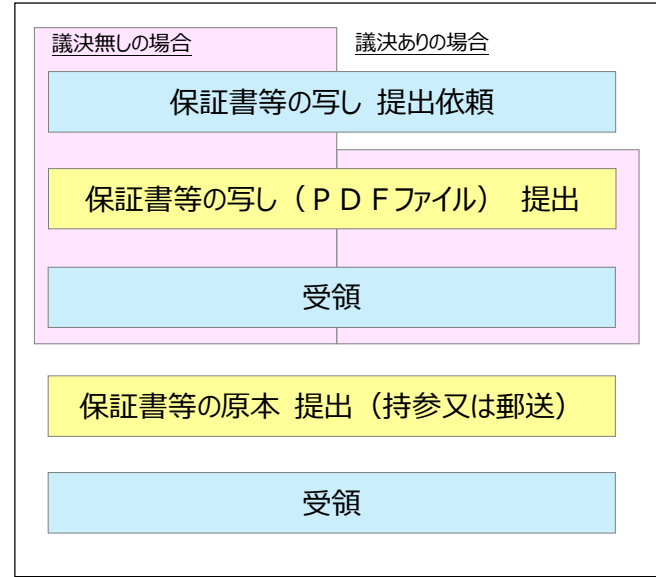 議決無しの場合
議決ありの場合
保証書等の写し 提出依頼
保証書等の写し（ＰＤＦファイル） 提出
受領
保証書等の原本 提出（持参又は郵送）
受領